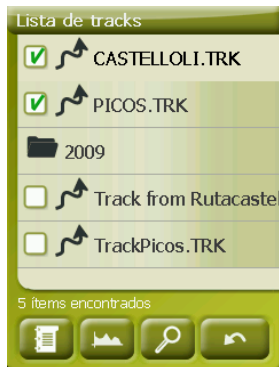 Lista de tracks
CASTELLOLI.TRK
PICOS.TRK
2009
Track from Rutacastel
TrackPicos.TRK
5 ítems encontrados